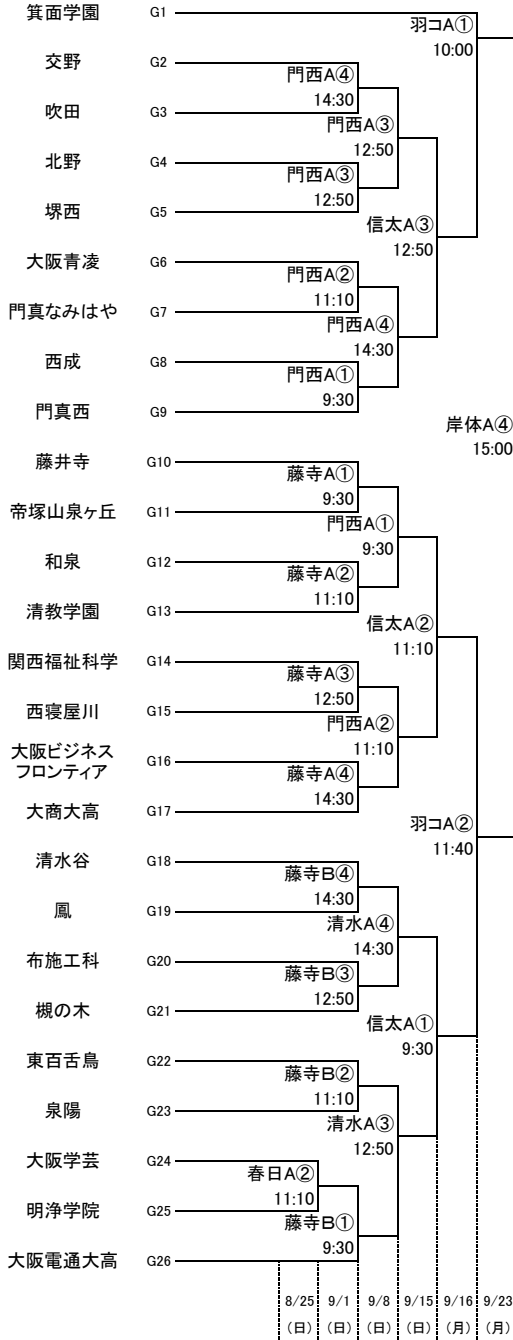 箕面学園 G1
羽コA①
10:00
交野 G2
門西A④
14:30
吹田 G3
門西A③
12:50
北野 G4
門西A③
12:50
堺西 G5
信太A③
12:50
大阪青凌 G6
門西A②
11:10
門真なみはや G7
門西A④
14:30
西成 G8
門西A①
9:30
門真西 G9
岸体A④
15:00
藤井寺 G10
藤寺A①
9:30
帝塚山泉ヶ丘 G11
門西A①
9:30
和泉 G12
藤寺A②
11:10
清教学園 G13
信太A②
11:10
関西福祉科学 G14
藤寺A③
12:50
西寝屋川 G15
門西A②
11:10
大阪ビジネス
フロンティア G16
藤寺A④
14:30
大商大高 G17
羽コA②
11:40
清水谷 G18
藤寺B④
14:30
鳳 G19
清水A④
14:30
布施工科 G20
藤寺B③
12:50
槻の木 G21
信太A①
9:30
東百舌鳥 G22
藤寺B②
11:10
泉陽 G23
清水A③
12:50
大阪学芸 G24
春日A②
11:10
明浄学院 G25
藤寺B①
9:30
大阪電通大高 G26
8/25 9/1 9/8 9/15 9/16 9/23
（日） （日） （日） （日） （月） （月）